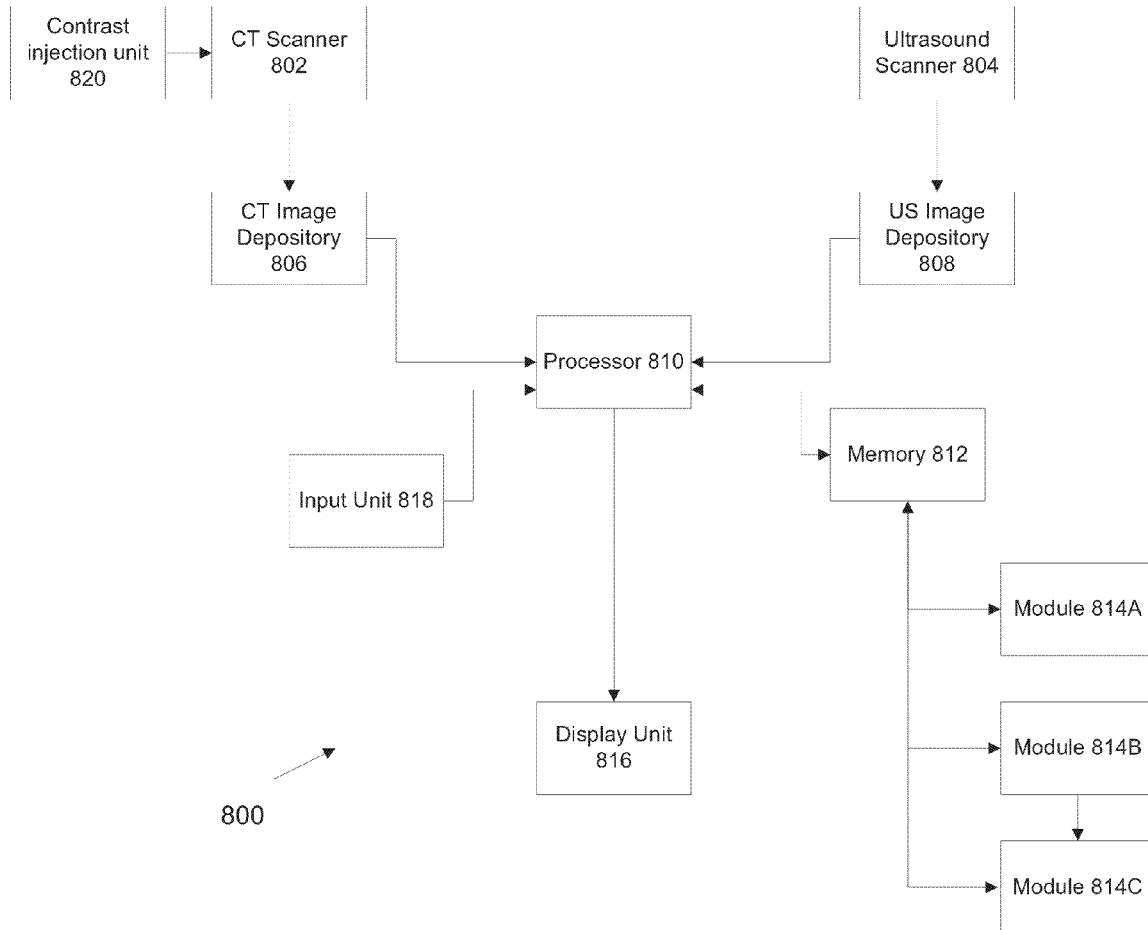 Contrast
injection unit
820
CT Scanner
802
Ultrasound
Scanner 804
CT Image
Depository
806
US Image
Depository
808
Processor 810
Input Unit 818
Memory 812
Module 814A
Display Unit
816
Module 814B
800
Module 814C